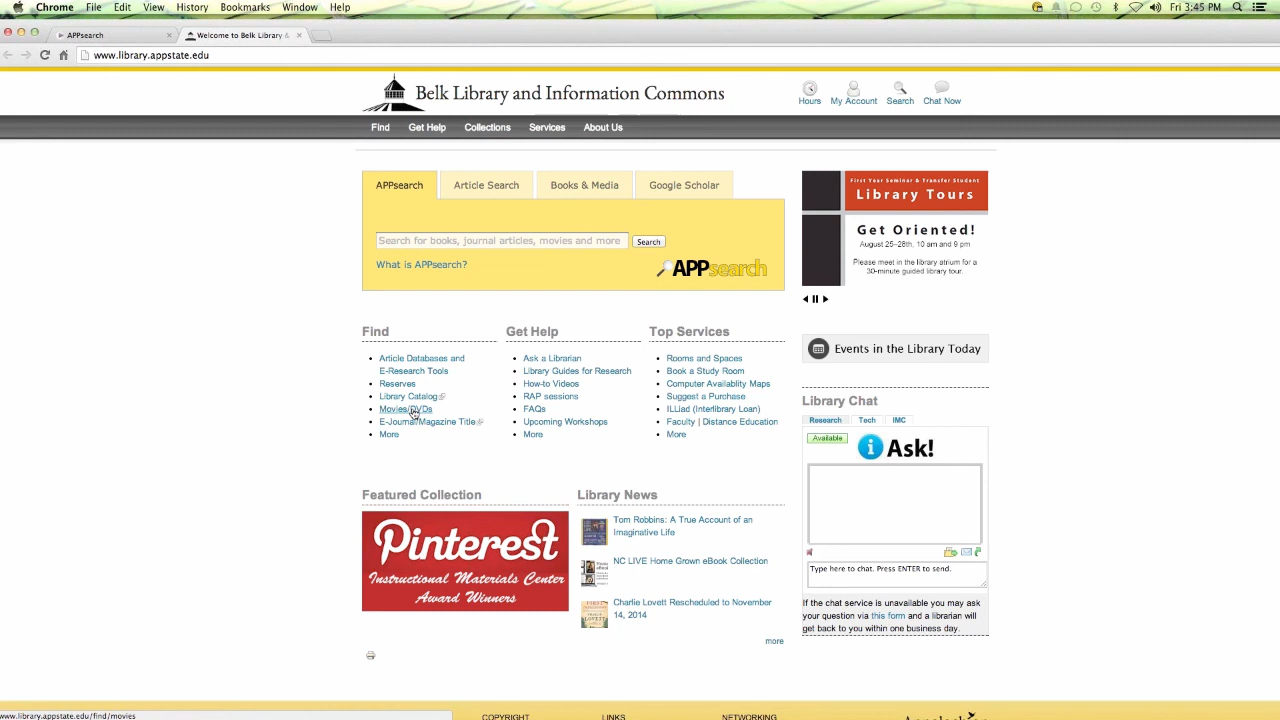 Chrome File Edit View History Bookmarks Window Help
Fri 3:45 PM
APPsearch
Welcome to Belk Library &
www.library.appstate.edu
Belk Library and Information Commons
Hours My Account Search Chat Now
Find Get Help Collections Services About Us
APPsearch Article Search Books & Media Google Scholar
Search for books, journal articles, movies and more Search
What is APPsearch?
APPsearch
First Year Seminar & Transfer Student
Library Tours
Get Oriented!
August 25–28th, 10 am and 9 pm
Please meet in the library atrium for a
30-minute guided library tour.
Events in the Library Today
Find
Article Databases and
E-Research Tools
Reserves
Library Catalog
Movies/DVDs
E-Journal/Magazine Title
More
Get Help
Ask a Librarian
Library Guides for Research
How-to Videos
RAP sessions
FAQs
Upcoming Workshops
More
Top Services
Rooms and Spaces
Book a Study Room
Computer Availablity Maps
Suggest a Purchase
ILLiad (Interlibrary Loan)
Faculty | Distance Education
More
Library Chat
Research Tech IMC
Available
i Ask!
Type here to chat. Press ENTER to send.
If the chat service is unavailable you may ask
your question via this form and a librarian will
get back to you within one business day.
Featured Collection
Pinterest
Instructional Materials Center
Award Winners
Library News
Tom Robbins: A True Account of an
Imaginative Life
NC LIVE Home Grown eBook Collection
Charlie Lovett Rescheduled to November
14, 2014
more
www.library.appstate.edu/find/movies
COPYRIGHT LINKS NETWORKING